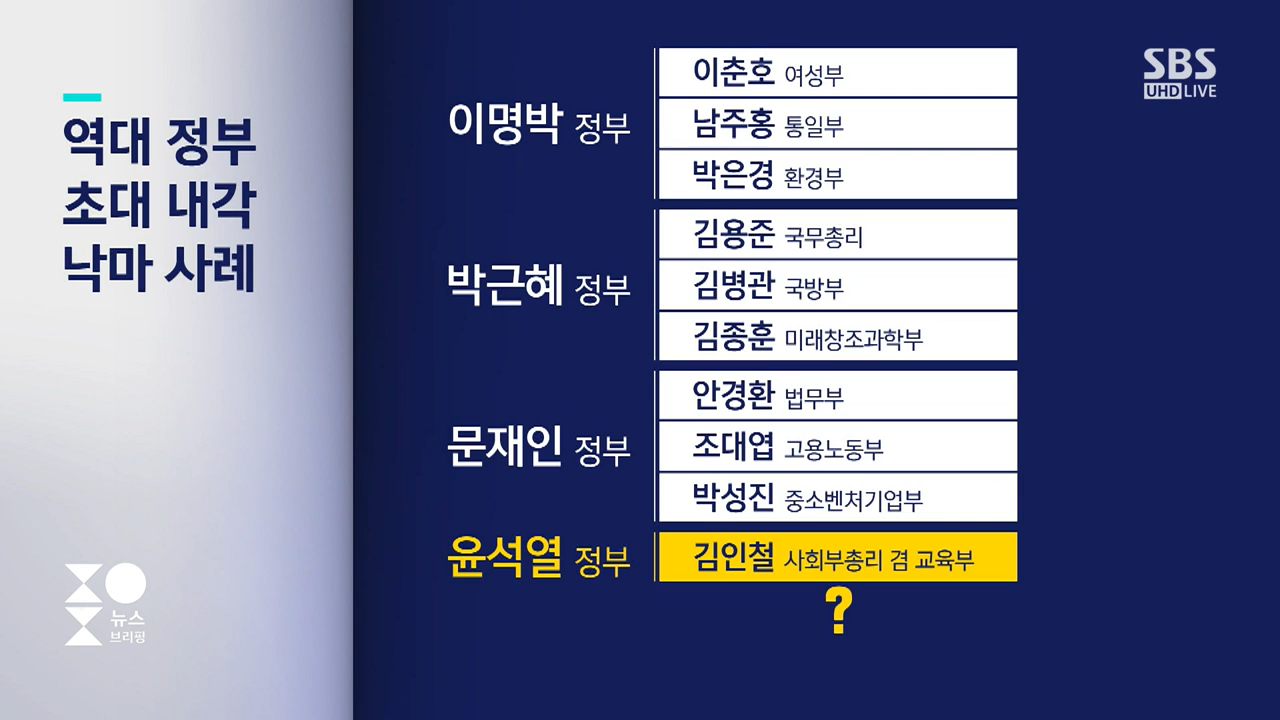 역대 정부
초대 내각
낙마 사례
이명박 정부
이춘호 여성부
남주홍 통일부
박은경 환경부
박근혜 정부
김용준 국무총리
김병관 국방부
김종훈 미래창조과학부
문재인 정부
안경환 법무부
조대엽 고용노동부
박성진 중소벤처기업부
윤석열 정부
김인철 사회부총리 겸 교육부
?
SBS
UHD LIVE
뉴스
브리핑